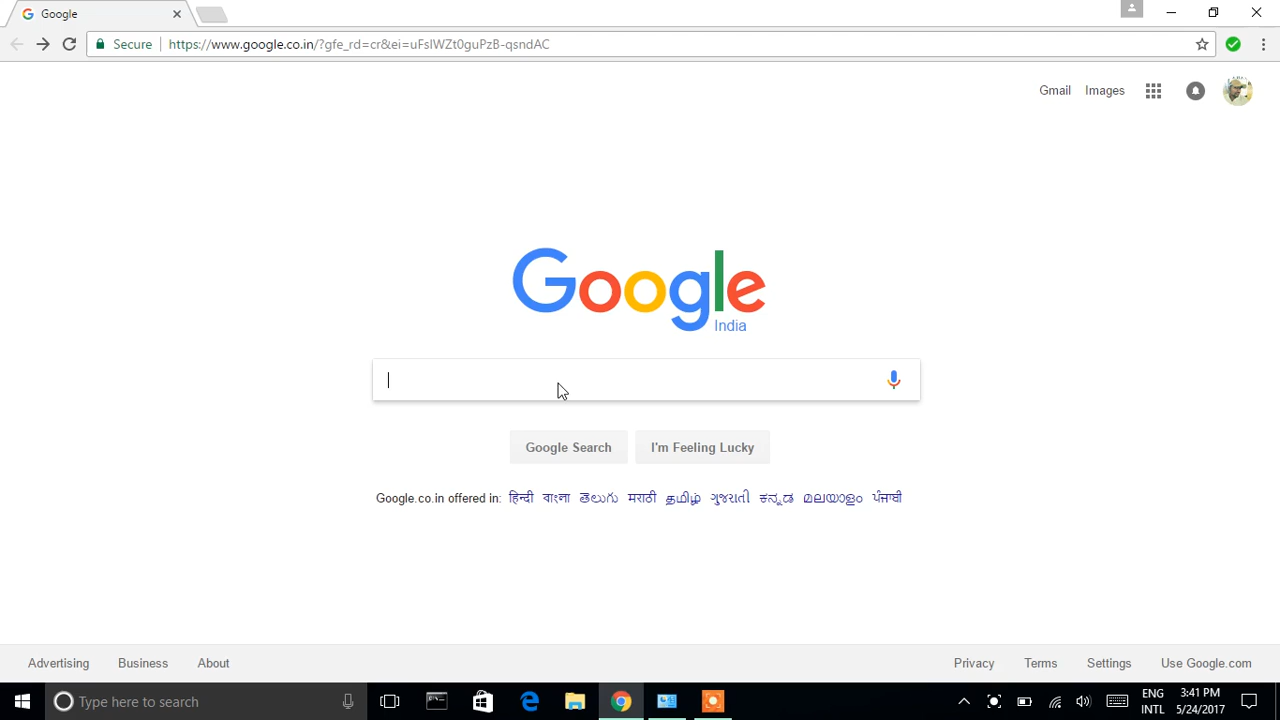 Google
Secure https://www.google.co.in/?gfe_rd=cr&ei=uFsIWZt0guPzB-qsndAC
Gmail Images
Google
India
Google Search I'm Feeling Lucky
Google.co.in offered in: हिन्दी বাংলা తెలుగు मराठी தமிழ் ગુજરાતી ಕನ್ನಡ മലയാളം ਪੰਜਾਬੀ
Advertising Business About Privacy Terms Settings Use Google.com
Type here to search
ENG
INTL
3:41 PM
5/24/2017